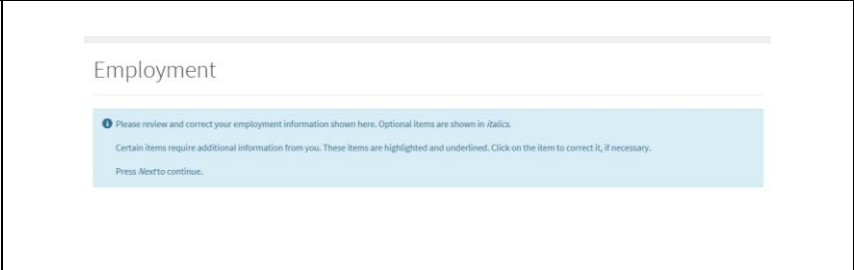 Employment
Please review and correct your employment information shown here. Optional items are shown in italics.
Certain items require additional information from you. These items are highlighted and underlined. Click on the item to correct it, if necessary.
Press Next to continue.